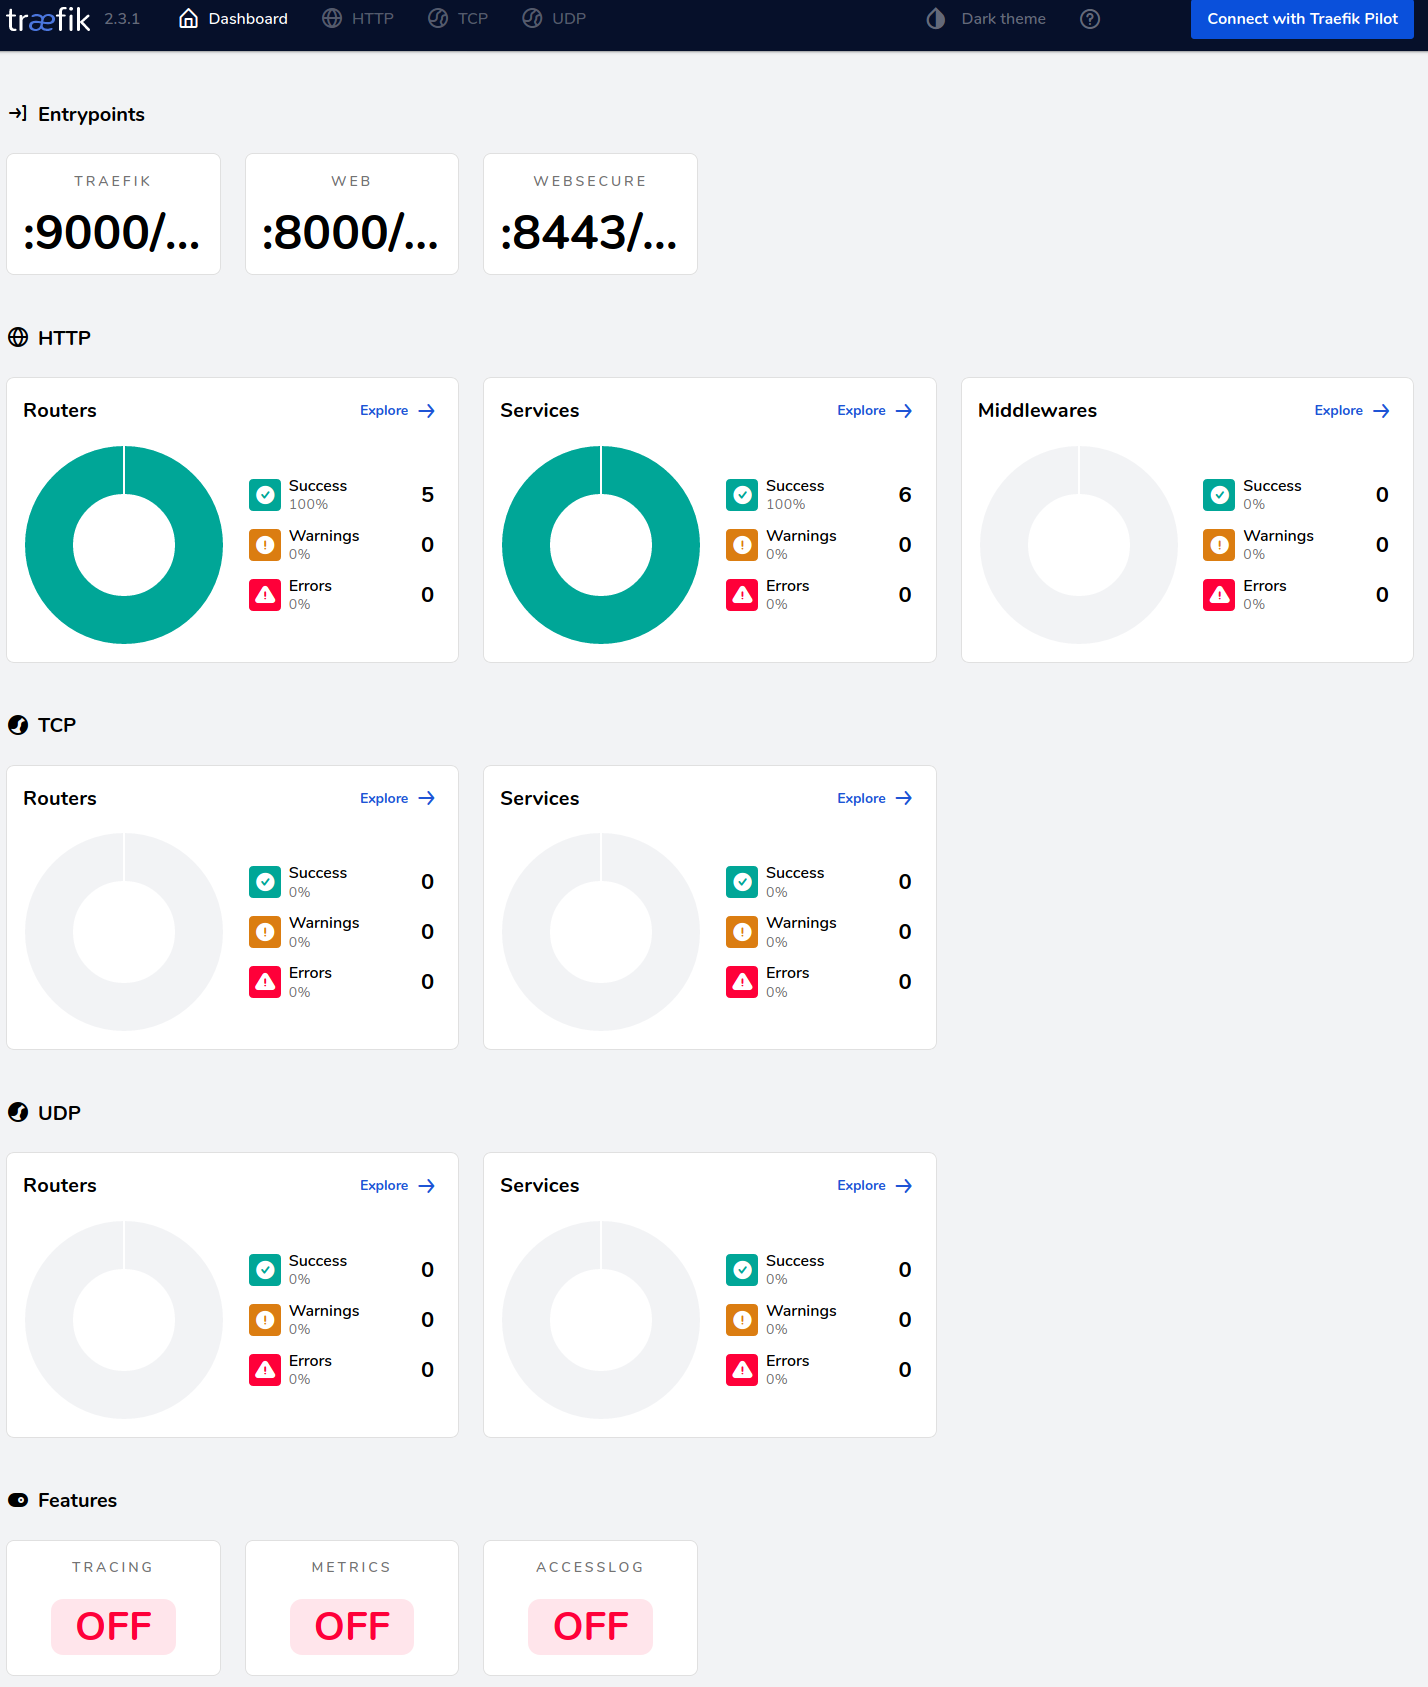 træfik 2.3.1 Dashboard HTTP TCP UDP Dark theme Connect with Traefik Pilot
Entrypoints
TRAEFIK
:9000/...
WEB
:8000/...
WEBSECURE
:8443/...
HTTP
Routers Explore
Success 5
100%
Warnings 0
0%
Errors 0
0%
Services Explore
Success 6
100%
Warnings 0
0%
Errors 0
0%
Middlewares Explore
Success 0
0%
Warnings 0
0%
Errors 0
0%
TCP
Routers Explore
Success 0
0%
Warnings 0
0%
Errors 0
0%
Services Explore
Success 0
0%
Warnings 0
0%
Errors 0
0%
UDP
Routers Explore
Success 0
0%
Warnings 0
0%
Errors 0
0%
Services Explore
Success 0
0%
Warnings 0
0%
Errors 0
0%
Features
TRACING
OFF
METRICS
OFF
ACCESSLOG
OFF